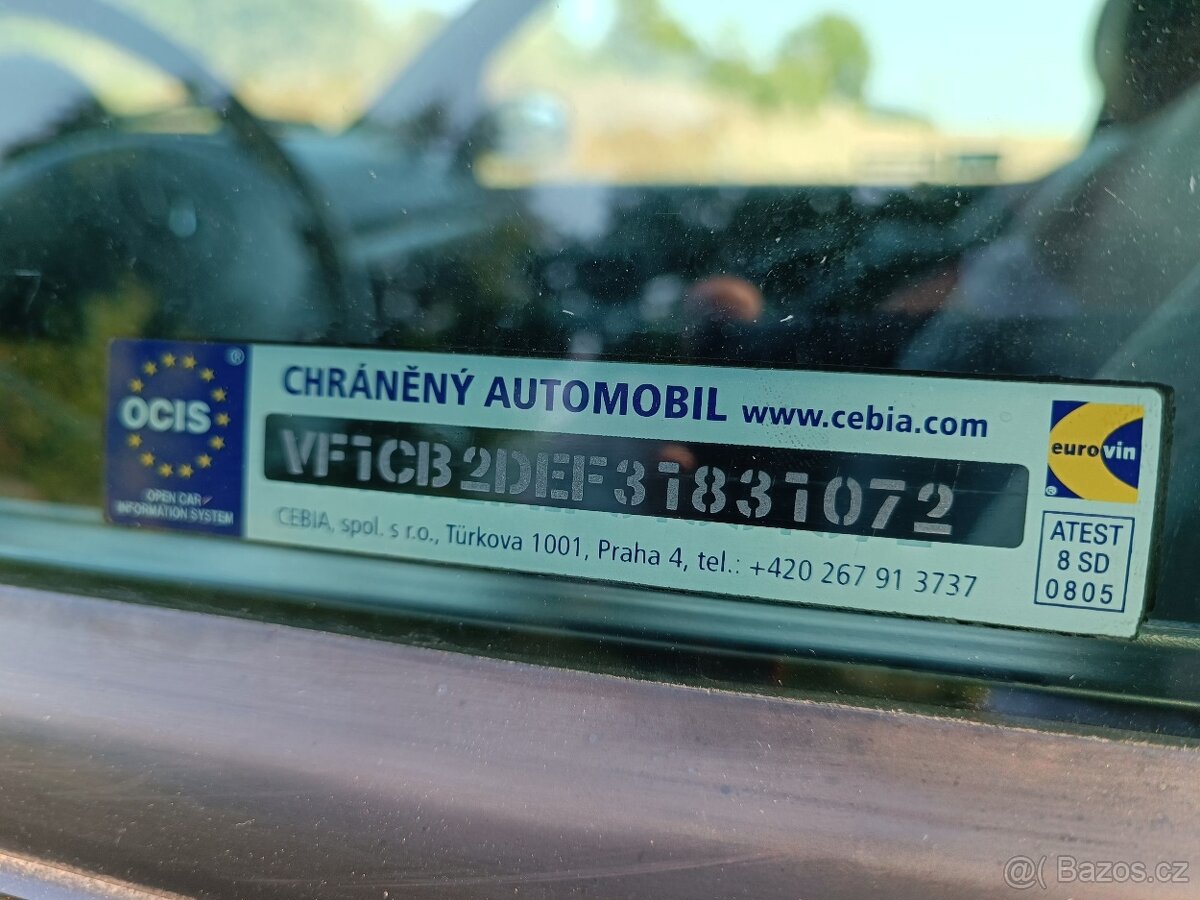 OCIS
®
OPEN CAR
INFORMATION SYSTEM
CHRÁNĚNÝ AUTOMOBIL www.cebia.com
VF1CB2DEF31831072
CEBIA, spol. s r.o., Türkova 1001, Praha 4, tel.: +420 267 91 3737
eurovin
®
ATEST
8 SD
0805
@( Bazos.cz